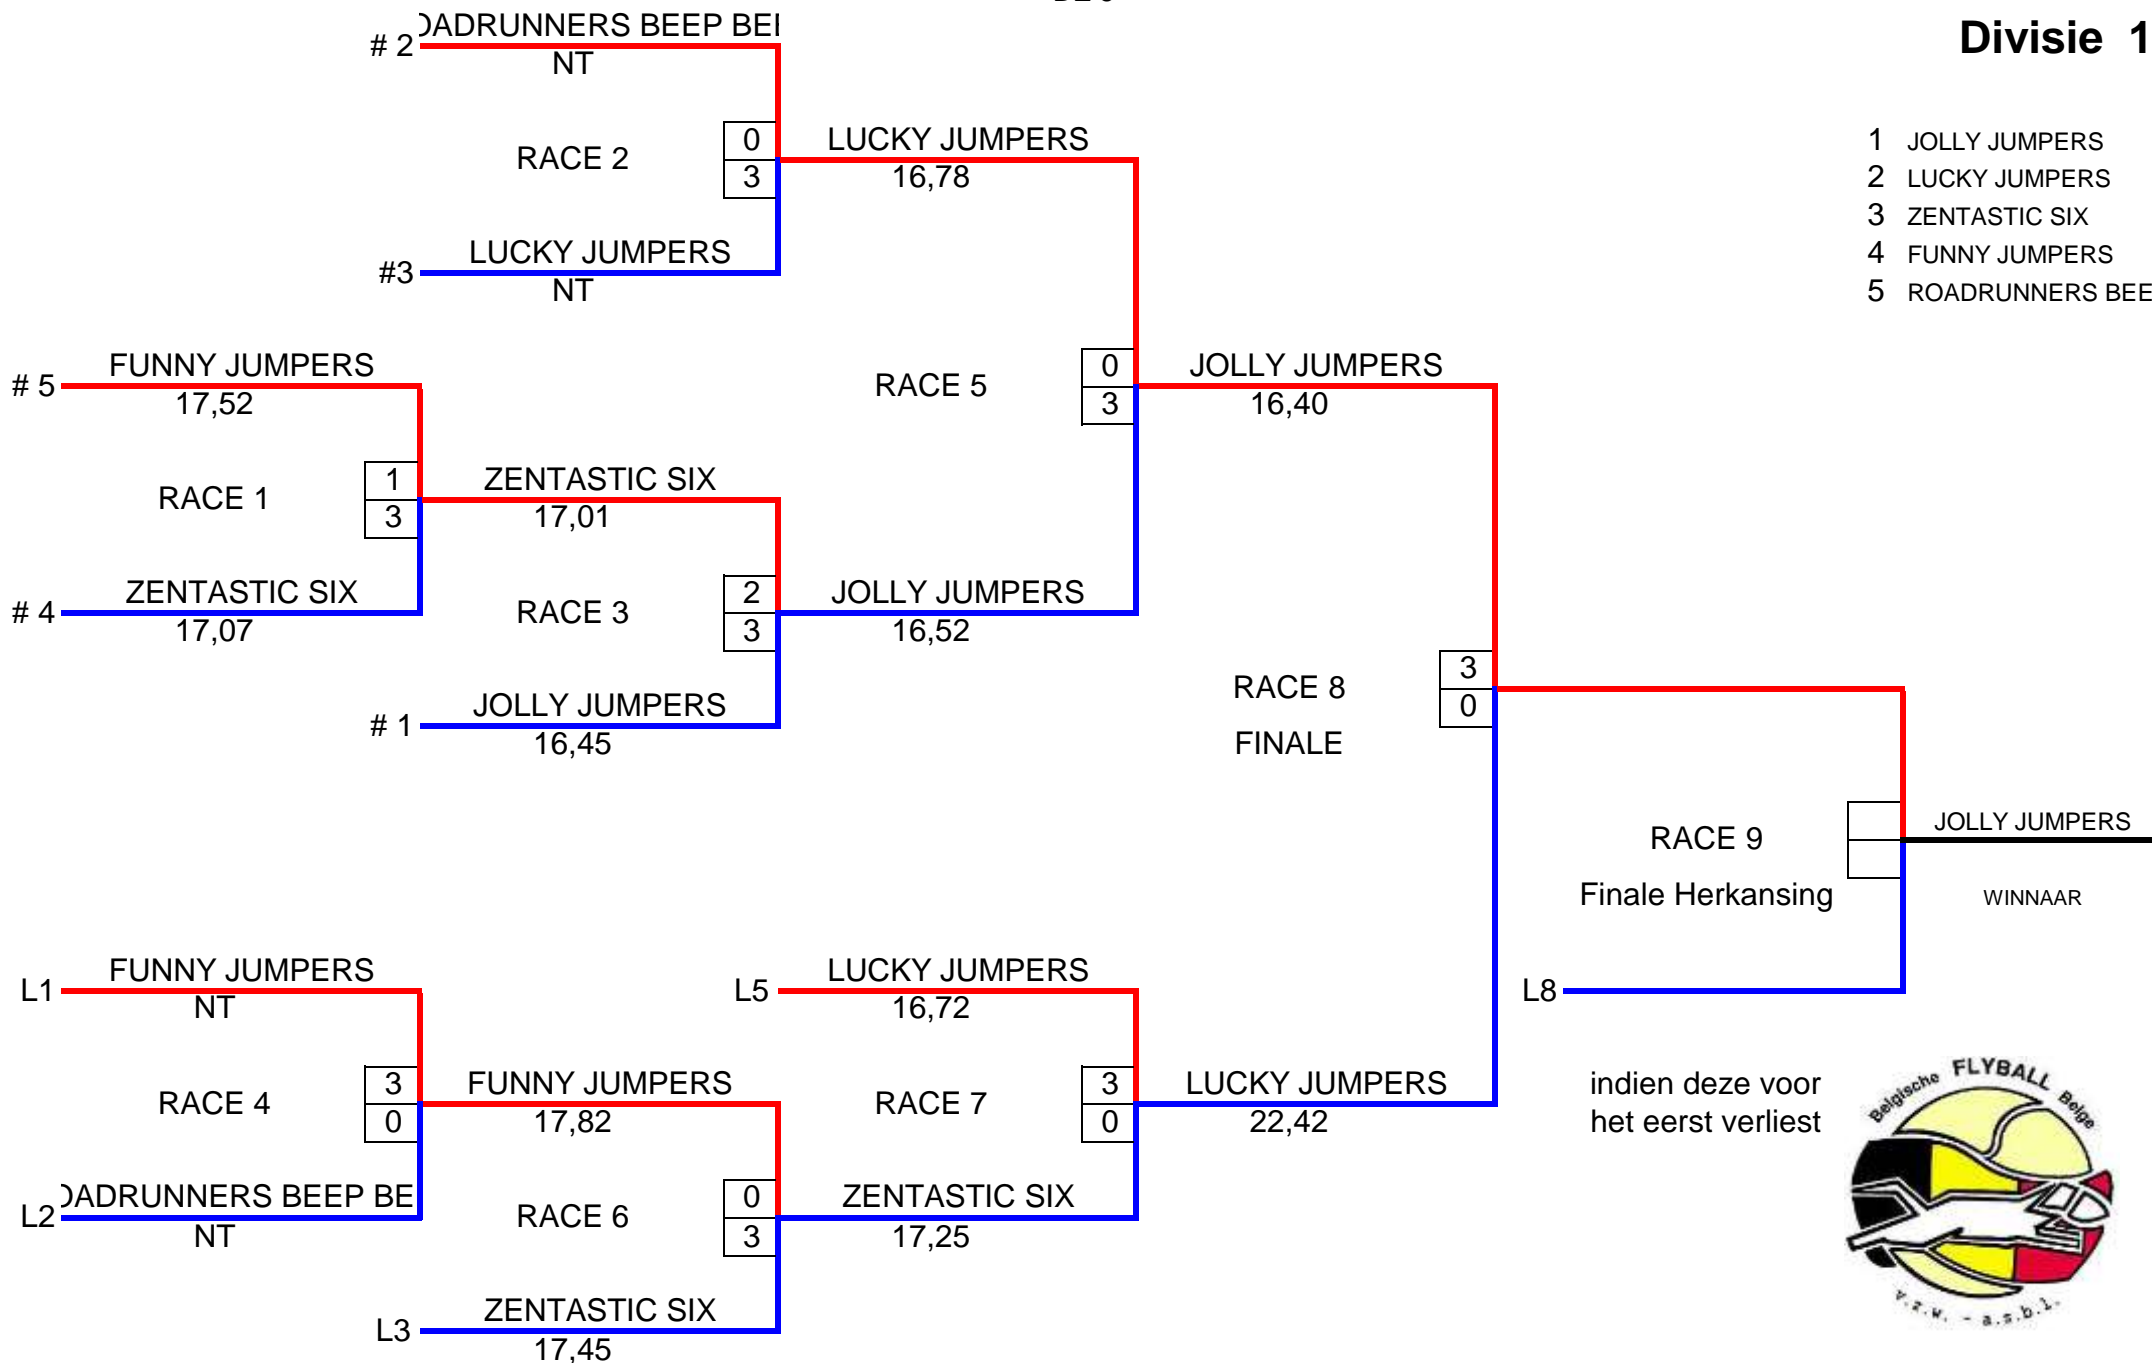 Divisie 1
OADRUNNERS BEEP BEE
# 2
NT
RACE 2
0
3
LUCKY JUMPERS
16,78
LUCKY JUMPERS
#3
NT
1 JOLLY JUMPERS
2 LUCKY JUMPERS
3 ZENTASTIC SIX
4 FUNNY JUMPERS
5 ROADRUNNERS BEE
FUNNY JUMPERS
# 5
17,52
RACE 5
0
3
JOLLY JUMPERS
16,40
RACE 1
1
3
ZENTASTIC SIX
17,01
ZENTASTIC SIX
# 4
17,07
RACE 3
2
3
JOLLY JUMPERS
16,52
JOLLY JUMPERS
# 1
16,45
RACE 8
3
0
FINALE
RACE 9
JOLLY JUMPERS
Finale Herkansing
WINNAAR
FUNNY JUMPERS
L1
NT
LUCKY JUMPERS
L5
16,72
L8
RACE 4
3
0
FUNNY JUMPERS
17,82
RACE 7
3
0
LUCKY JUMPERS
22,42
indien deze voor
het eerst verliest
OADRUNNERS BEEP BE
L2
NT
RACE 6
0
3
ZENTASTIC SIX
17,25
ZENTASTIC SIX
L3
17,45
Belgische FLYBALL Belge
v.z.w. - a.s.b.l.